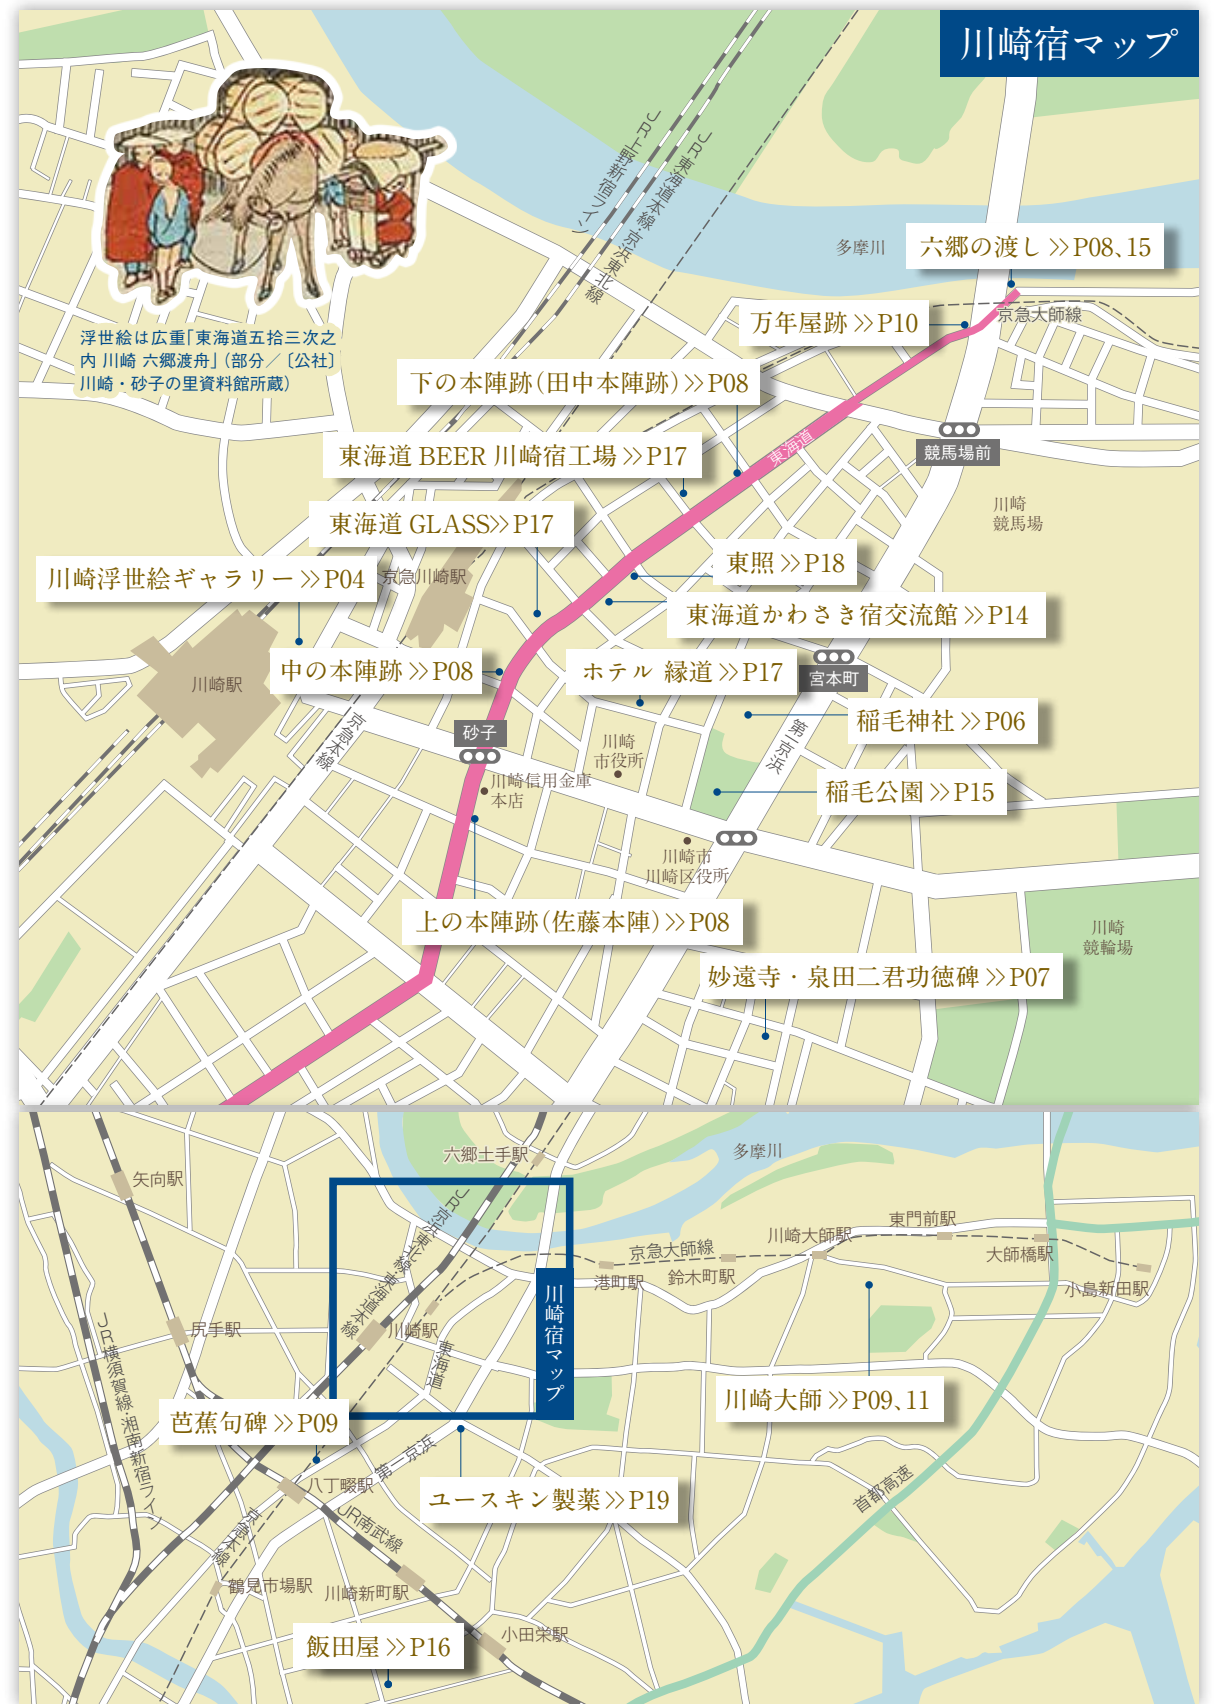 川崎宿マップ
JR上野新宿ライン
JR東海道本線・京浜東北線
多摩川
六郷の渡し≫P08、15
京急大師線
万年屋跡≫P10
浮世絵は広重「東海道五拾三次之
内 川崎 六郷渡舟」（部分／〔公社〕
川崎・砂子の里資料館所蔵）
下の本陣跡（田中本陣跡）≫P08
東海道
競馬場前
東海道 BEER 川崎宿工場≫P17
川崎
競馬場
東海道 GLASS≫P17
東照≫P18
川崎浮世絵ギャラリー≫P04
京急川崎駅
東海道かわさき宿交流館≫P14
中の本陣跡≫P08
ホテル 縁道≫P17
宮本町
川崎駅
京急本線
砂子
川崎
市役所
第一京浜
稲毛神社≫P06
川崎信用金庫
本店
稲毛公園≫P15
川崎市
川崎区役所
上の本陣跡（佐藤本陣）≫P08
川崎
競輪場
妙遠寺・泉田二君功徳碑≫P07
六郷土手駅
多摩川
矢向駅
JR京浜東北線・東海道本線
京急大師線
川崎大師駅
東門前駅
大師橋駅
港町駅
鈴木町駅
小島新田駅
川崎宿マップ
JR横須賀線・湘南新宿ライン
尻手駅
川崎駅
東海道
川崎大師≫P09、11
芭蕉句碑≫P09
第一京浜
八丁畷駅
ユースキン製薬≫P19
首都高速
京急本線
JR南武線
鶴見市場駅
川崎新町駅
飯田屋≫P16
小田栄駅